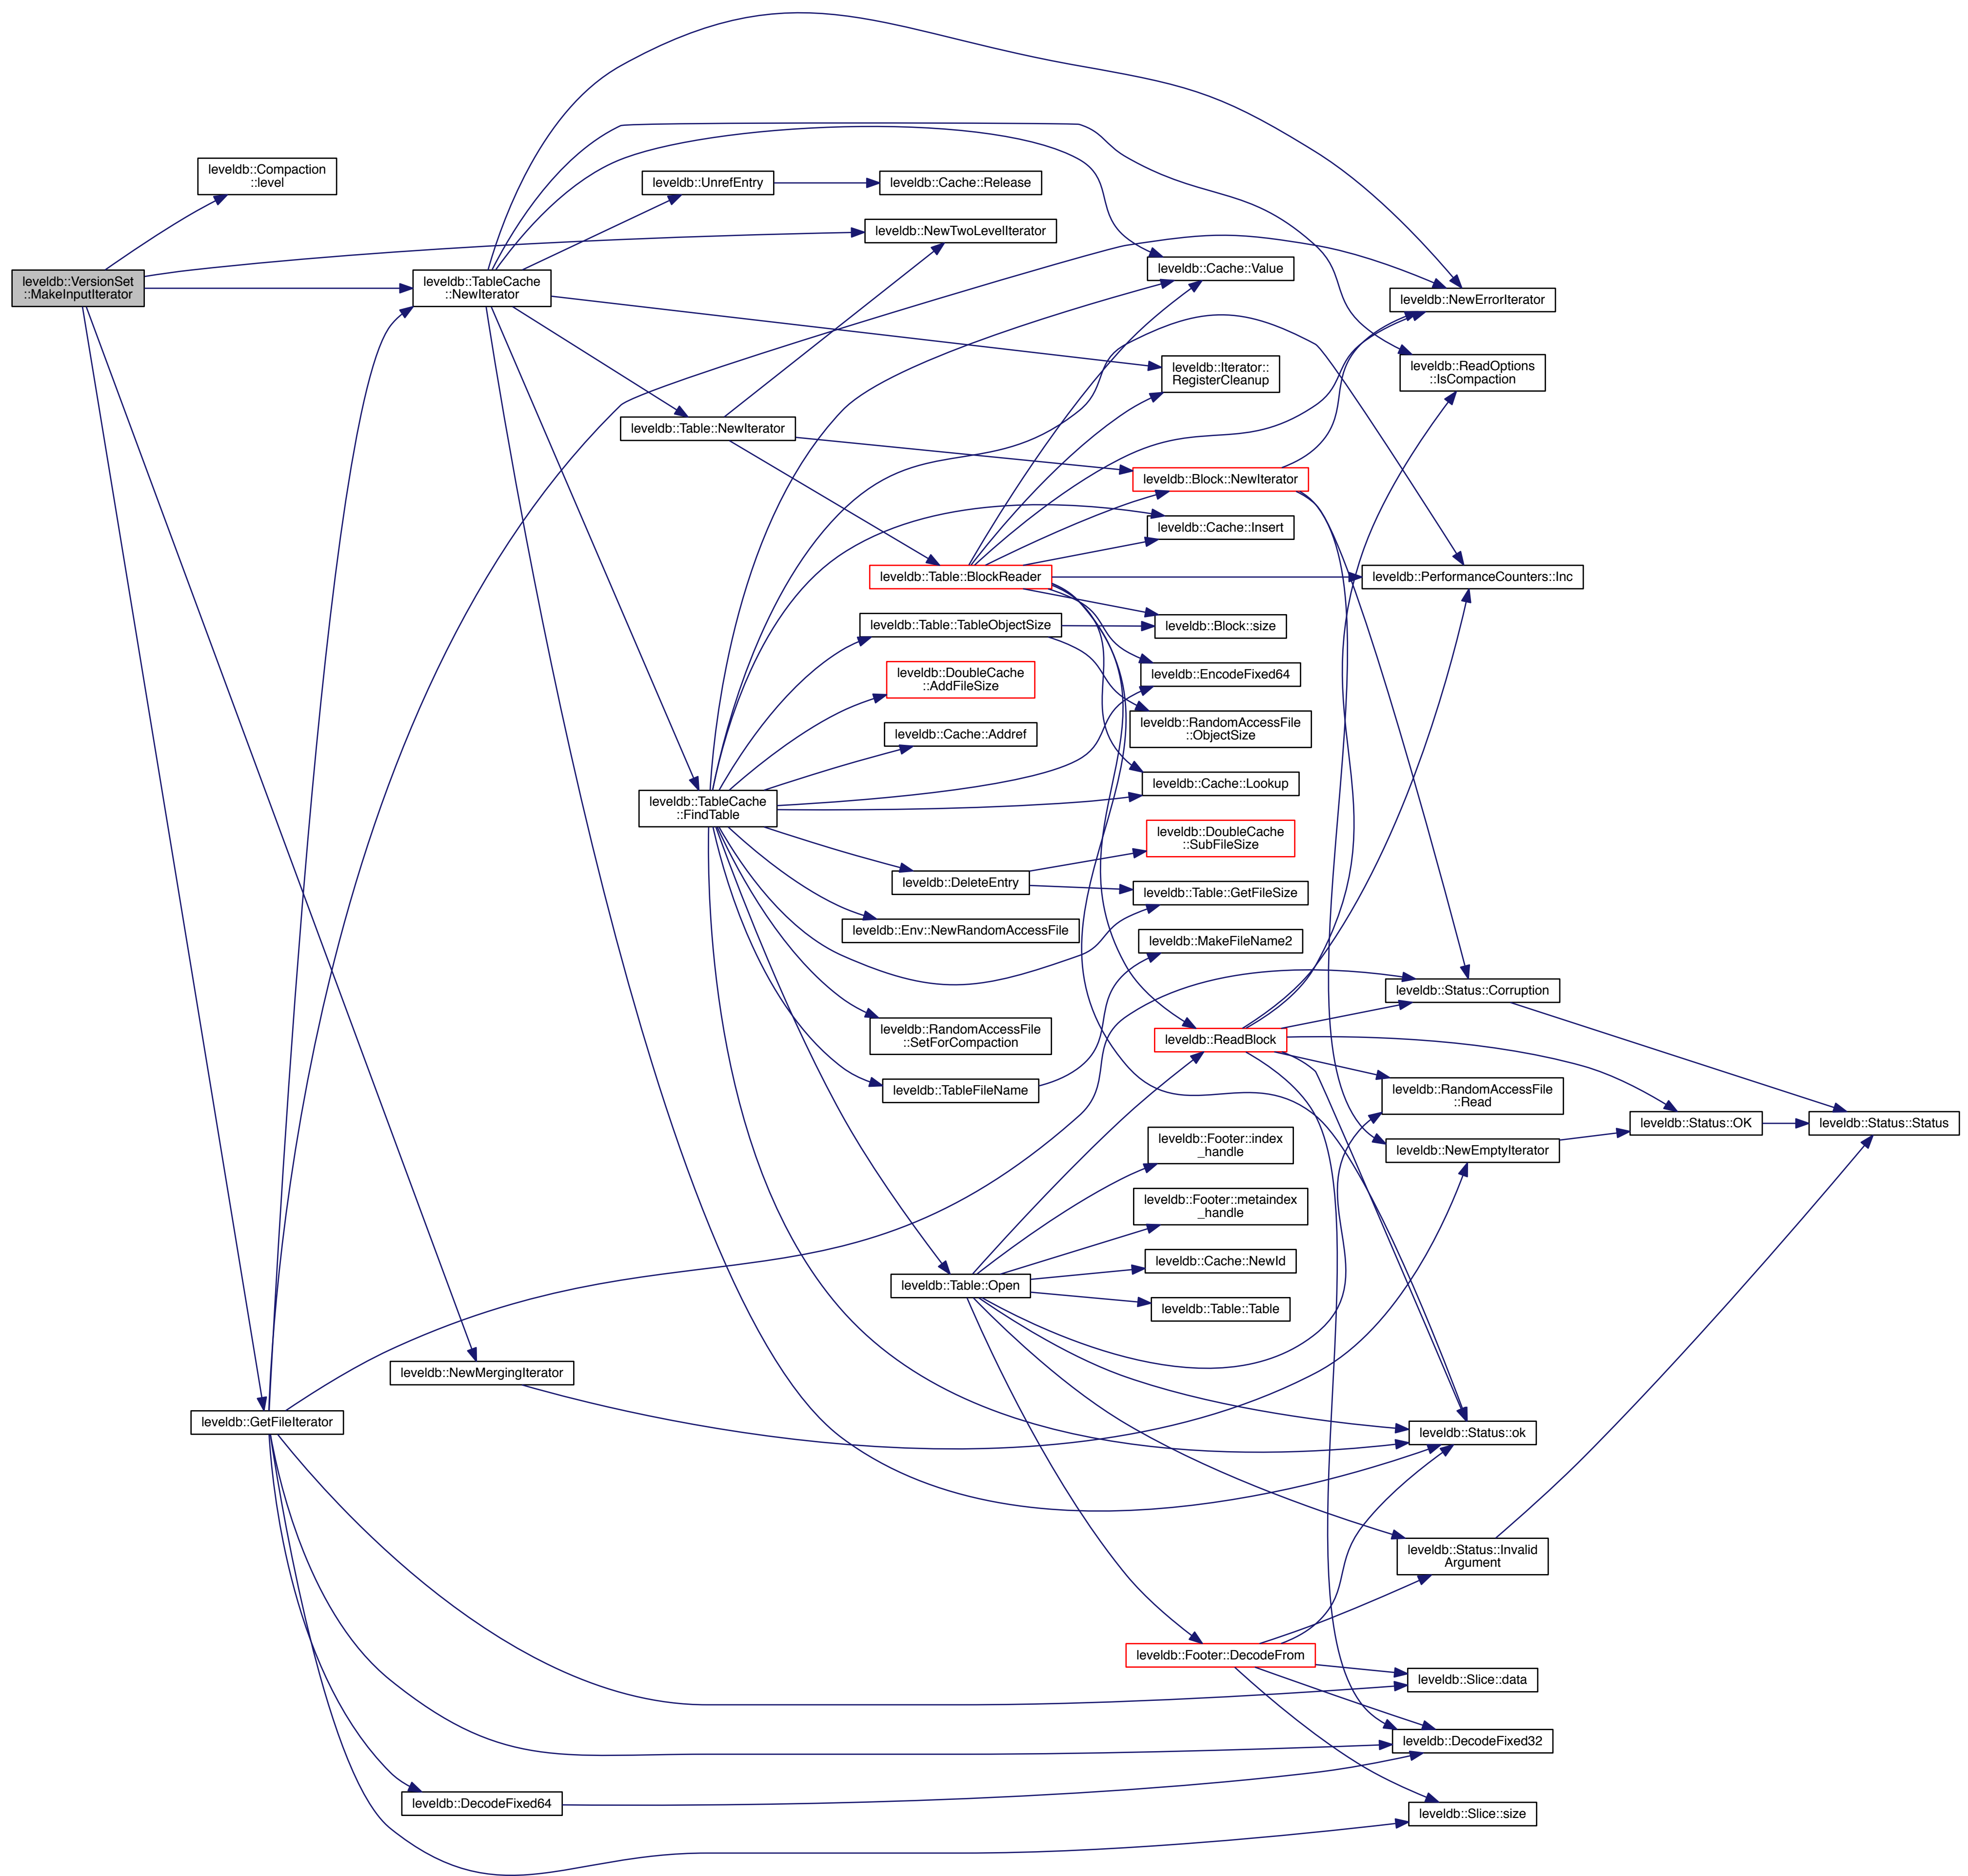 leveldb::VersionSet
::MakeInputIterator
leveldb::Compaction
::level
leveldb::TableCache
::NewIterator
leveldb::GetFileIterator
leveldb::NewMergingIterator
leveldb::DecodeFixed64
leveldb::UnrefEntry
leveldb::Table::NewIterator
leveldb::TableCache
::FindTable
leveldb::Cache::Release
leveldb::NewTwoLevelIterator
leveldb::Table::BlockReader
leveldb::Table::TableObjectSize
leveldb::DoubleCache
::AddFileSize
leveldb::Cache::Addref
leveldb::DeleteEntry
leveldb::Env::NewRandomAccessFile
leveldb::RandomAccessFile
::SetForCompaction
leveldb::TableFileName
leveldb::Table::Open
leveldb::Cache::Value
leveldb::Iterator::
RegisterCleanup
leveldb::Block::NewIterator
leveldb::Cache::Insert
leveldb::Block::size
leveldb::EncodeFixed64
leveldb::RandomAccessFile
::ObjectSize
leveldb::Cache::Lookup
leveldb::DoubleCache
::SubFileSize
leveldb::Table::GetFileSize
leveldb::MakeFileName2
leveldb::ReadBlock
leveldb::Footer::index
_handle
leveldb::Footer::metaindex
_handle
leveldb::Cache::NewId
leveldb::Table::Table
leveldb::Footer::DecodeFrom
leveldb::NewErrorIterator
leveldb::ReadOptions
::IsCompaction
leveldb::PerformanceCounters::Inc
leveldb::Status::Corruption
leveldb::RandomAccessFile
::Read
leveldb::NewEmptyIterator
leveldb::Status::ok
leveldb::Status::Invalid
Argument
leveldb::Slice::data
leveldb::DecodeFixed32
leveldb::Slice::size
leveldb::Status::OK
leveldb::Status::Status